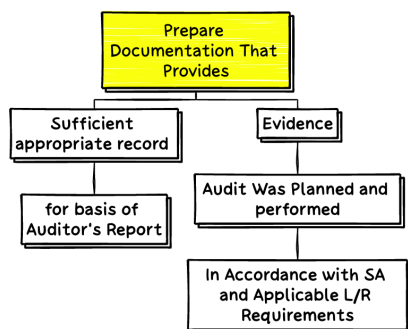 Prepare
Documentation That
Provides
Sufficient
appropriate record
Evidence
for basis of
Auditor's Report
Audit Was Planned and
performed
In Accordance with SA
and Applicable L/R
Requirements